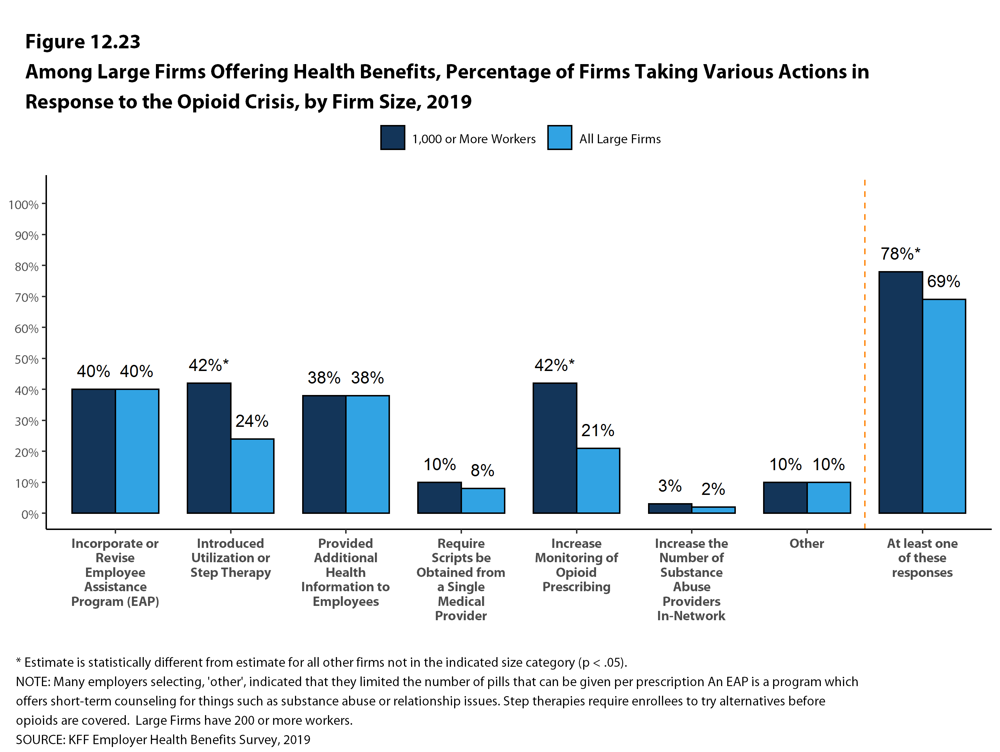 Figure 12.23
Among Large Firms Offering Health Benefits, Percentage of Firms Taking Various Actions in
Response to the Opioid Crisis, by Firm Size, 2019
1,000 or More Workers
All Large Firms
100%
90%
80%
70%
60%
50%
40%
30%
20%
10%
0%
40%
40%
42%*
24%
38%
38%
10%
8%
42%*
21%
3%
2%
10%
10%
78%*
69%
Incorporate or
Revise
Employee
Assistance
Program (EAP)
Introduced
Utilization or
Step Therapy
Provided
Additional
Health
Information to
Employees
Require
Scripts be
Obtained from
a Single
Medical
Provider
Increase
Monitoring of
Opioid
Prescribing
Increase the
Number of
Substance
Abuse
Providers
In-Network
Other
At least one
of these
responses
* Estimate is statistically different from estimate for all other firms not in the indicated size category (p < .05).
NOTE: Many employers selecting, 'other', indicated that they limited the number of pills that can be given per prescription An EAP is a program which
offers short-term counseling for things such as substance abuse or relationship issues. Step therapies require enrollees to try alternatives before
opioids are covered.  Large Firms have 200 or more workers.
SOURCE: KFF Employer Health Benefits Survey, 2019